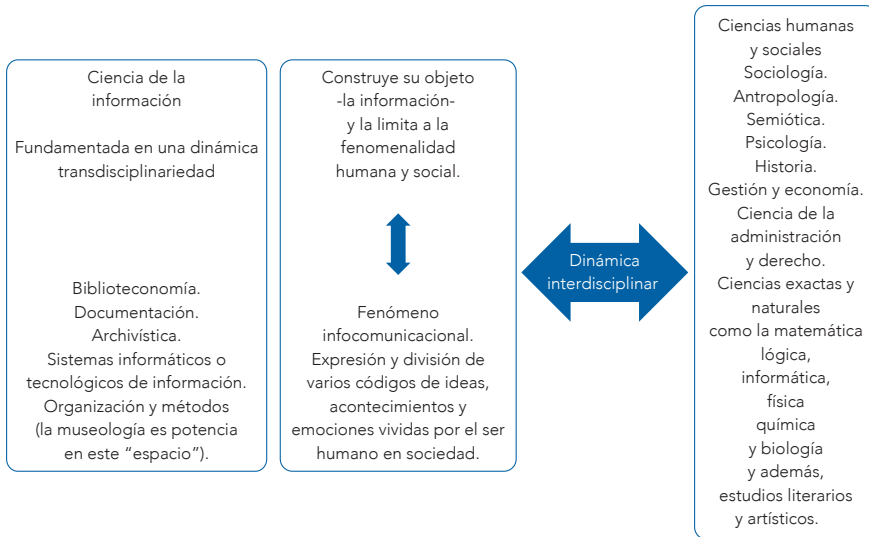 Ciencia de la
información
Fundamentada en una dinámica
transdisciplinariedad
Biblioteconomía.
Documentación.
Archivística.
Sistemas informáticos o
tecnológicos de información.
Organización y métodos
(la museología es potencia
en este “espacio”).
Construye su objeto
-la información-
y la limita a la
fenomenalidad
humana y social.
Fenómeno
infocomunicacional.
Expresión y división de
varios códigos de ideas,
acontecimientos y
emociones vividas por el ser
humano en sociedad.
Dinámica
interdisciplinar
Ciencias humanas
y sociales
Sociología.
Antropología.
Semiótica.
Psicología.
Historia.
Gestión y economía.
Ciencia de la
administración
y derecho.
Ciencias exactas y
naturales
como la matemática
lógica,
informática,
física
química
y biología
y además,
estudios literarios
y artísticos.